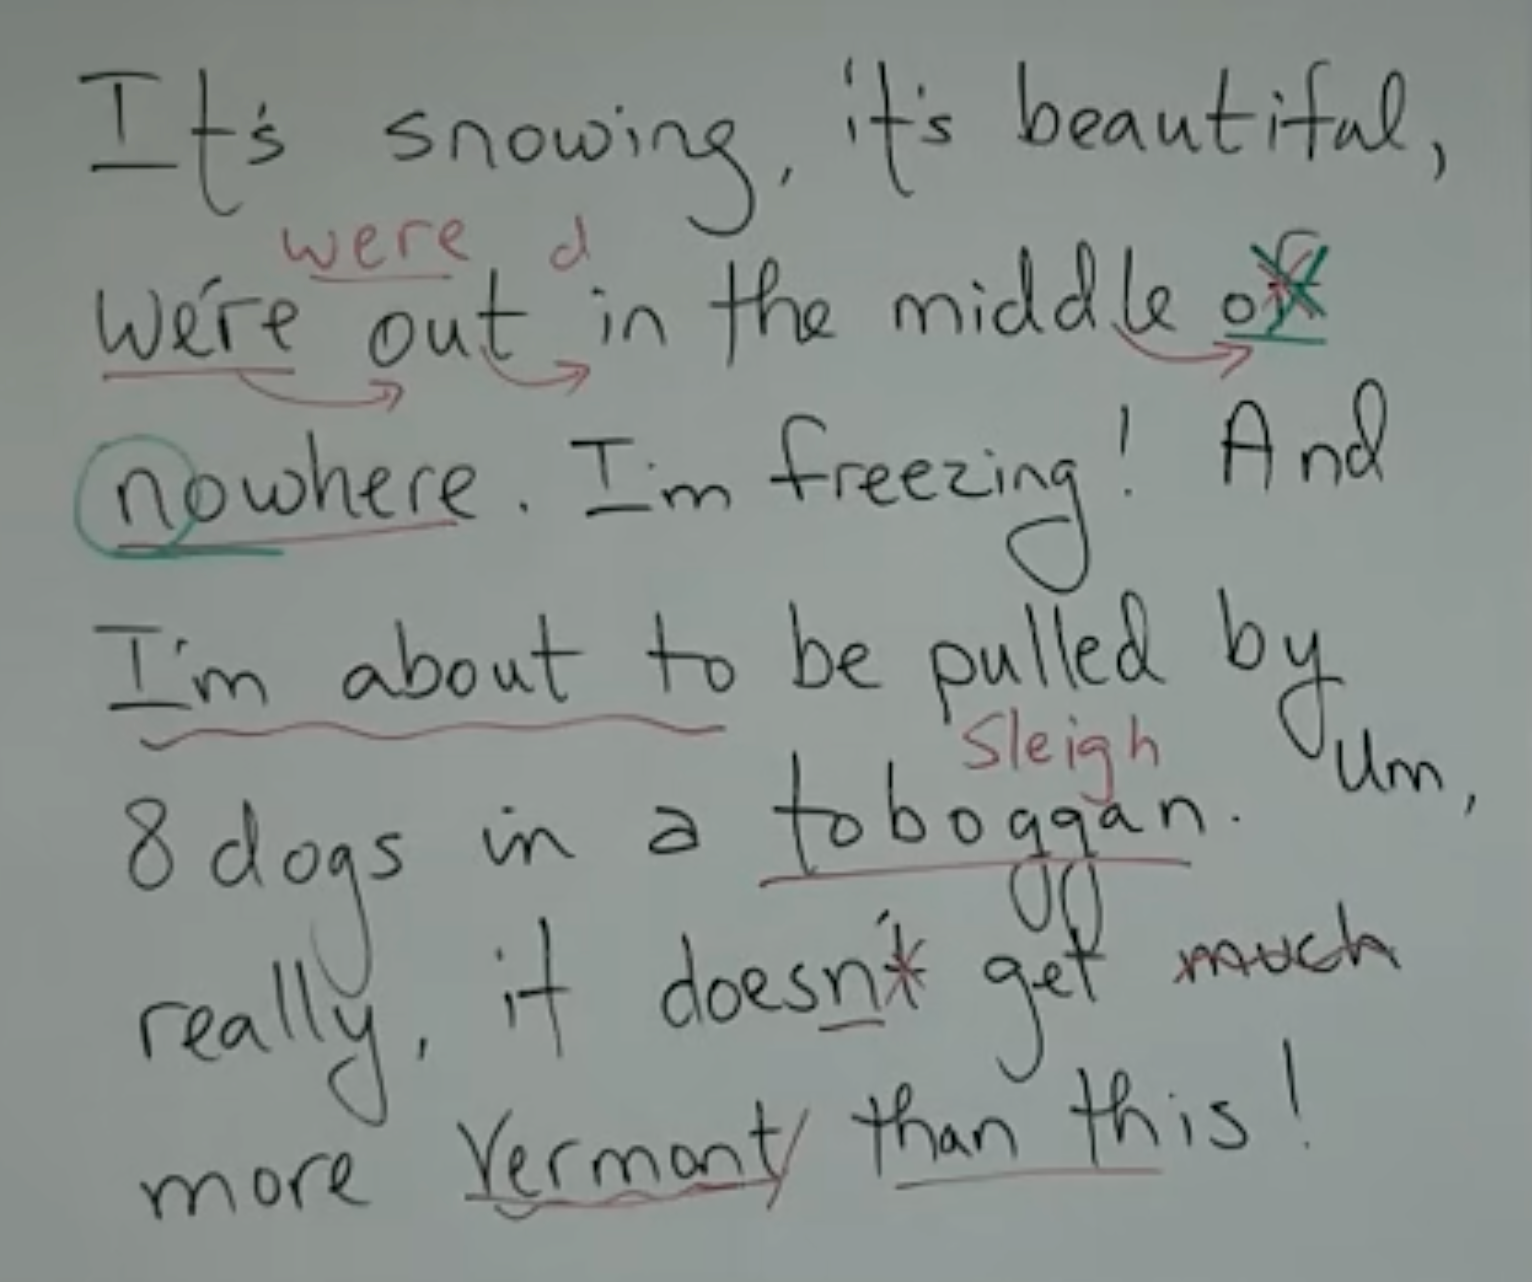 It's snowing, it's beautiful,
were d
We're out in the middle of
nowhere. I'm freezing! And
I'm about to be pulled by
sleigh
8 dogs in a toboggan. Um,
really, it doesn't get much
more Vermont than this!